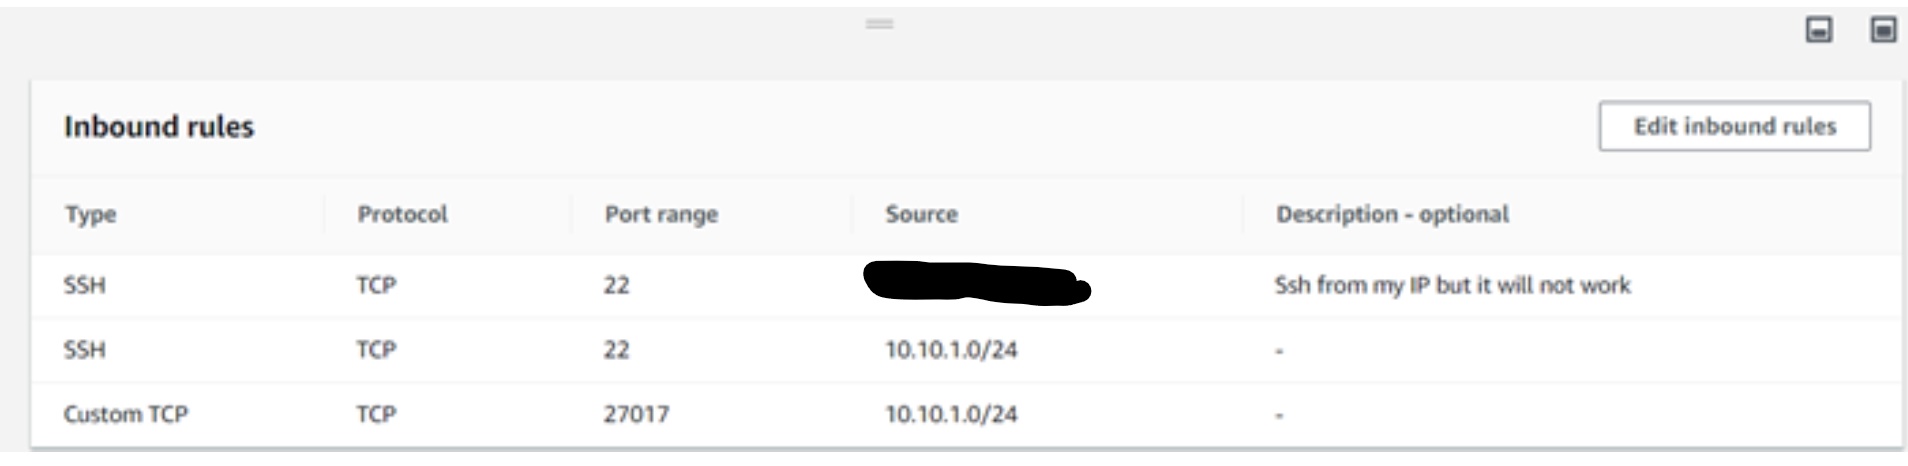 Inbound rules
Edit inbound rules
Type Protocol Port range Source Description - optional
SSH TCP 22 Ssh from my IP but it will not work
SSH TCP 22 10.10.1.0/24 -
Custom TCP TCP 27017 10.10.1.0/24 -